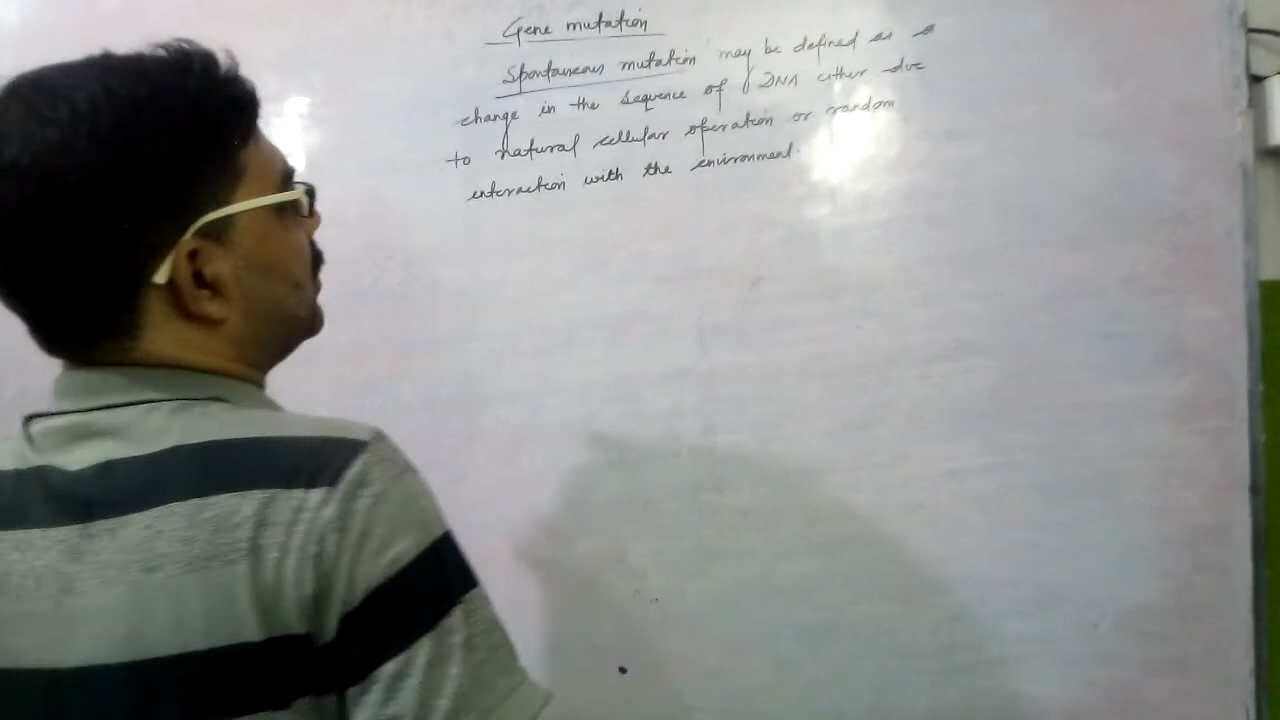 Gene mutation
Spontaneous mutation may be defined as a
change in the sequence of DNA either due
to natural cellular operation or random
interaction with the environment.